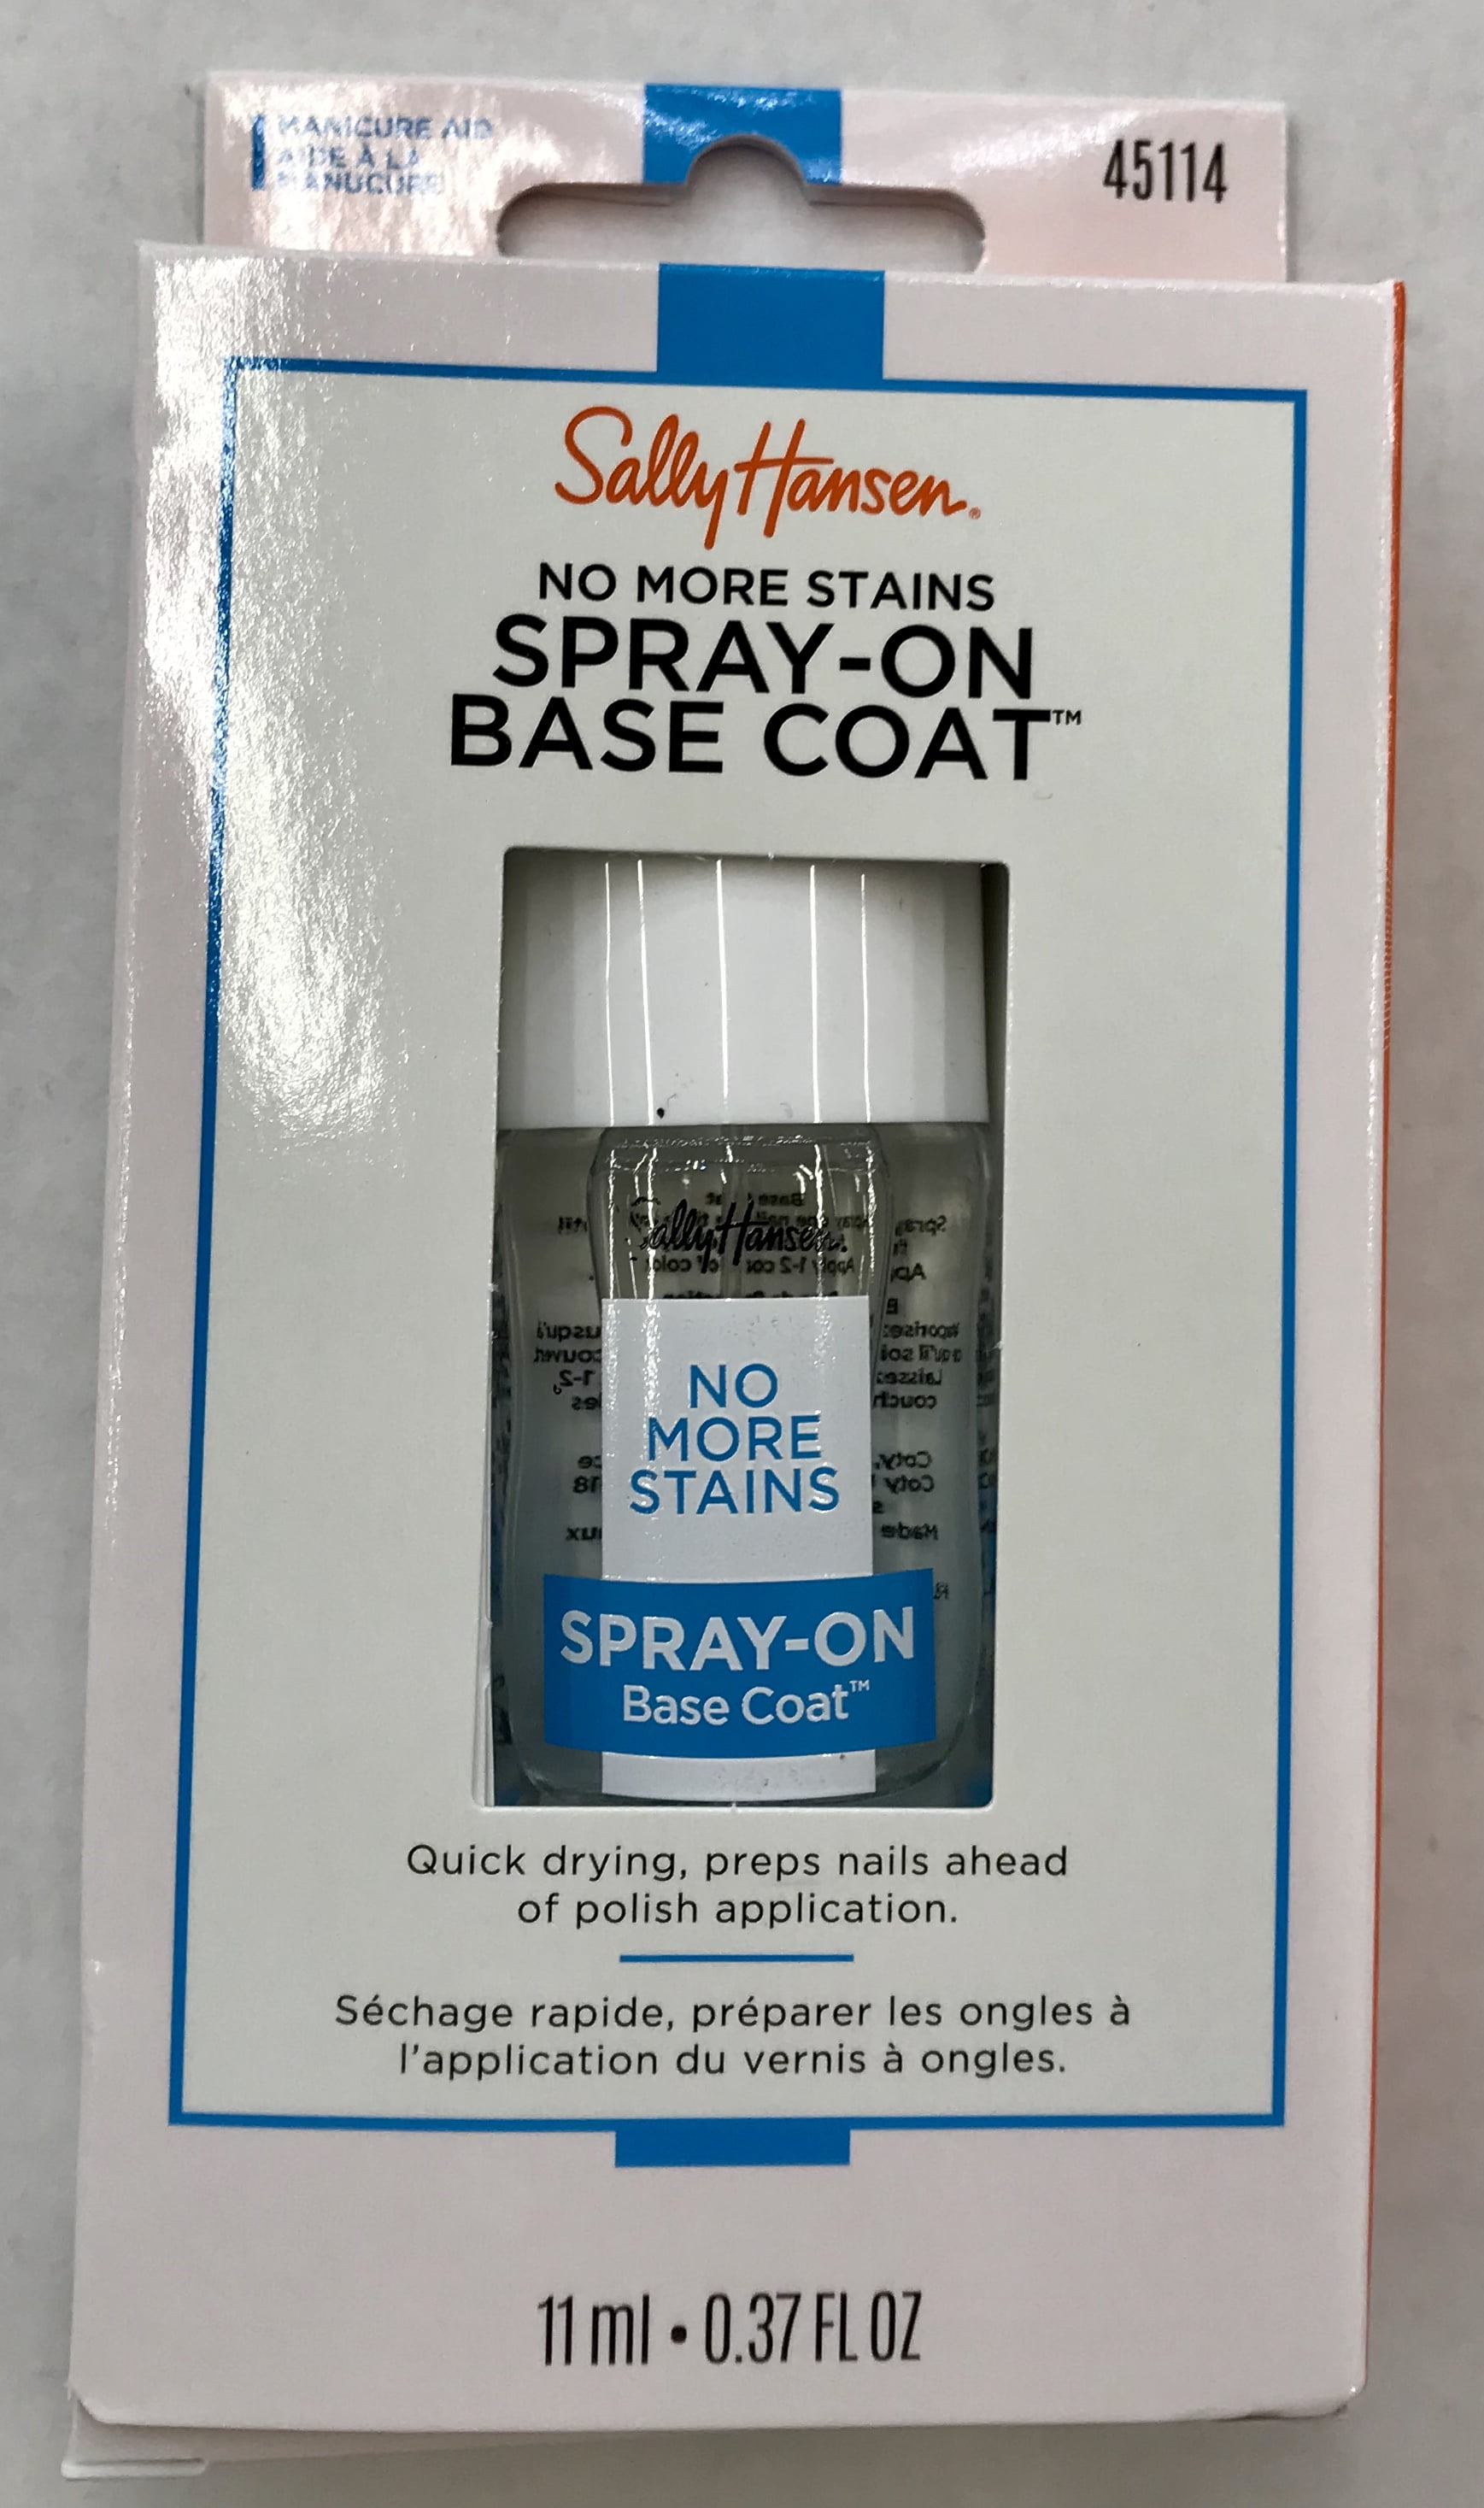 MANICURE AID
AIDE À LA
MANUCURE
45114
Sally Hansen®
NO MORE STAINS
SPRAY-ON
BASE COAT™
Sally Hansen.
NO
MORE
STAINS
SPRAY-ON
Base Coat™
Quick drying, preps nails ahead
of polish application.
Séchage rapide, préparer les ongles à
l'application du vernis à ongles.
11 ml • 0.37 FL OZ